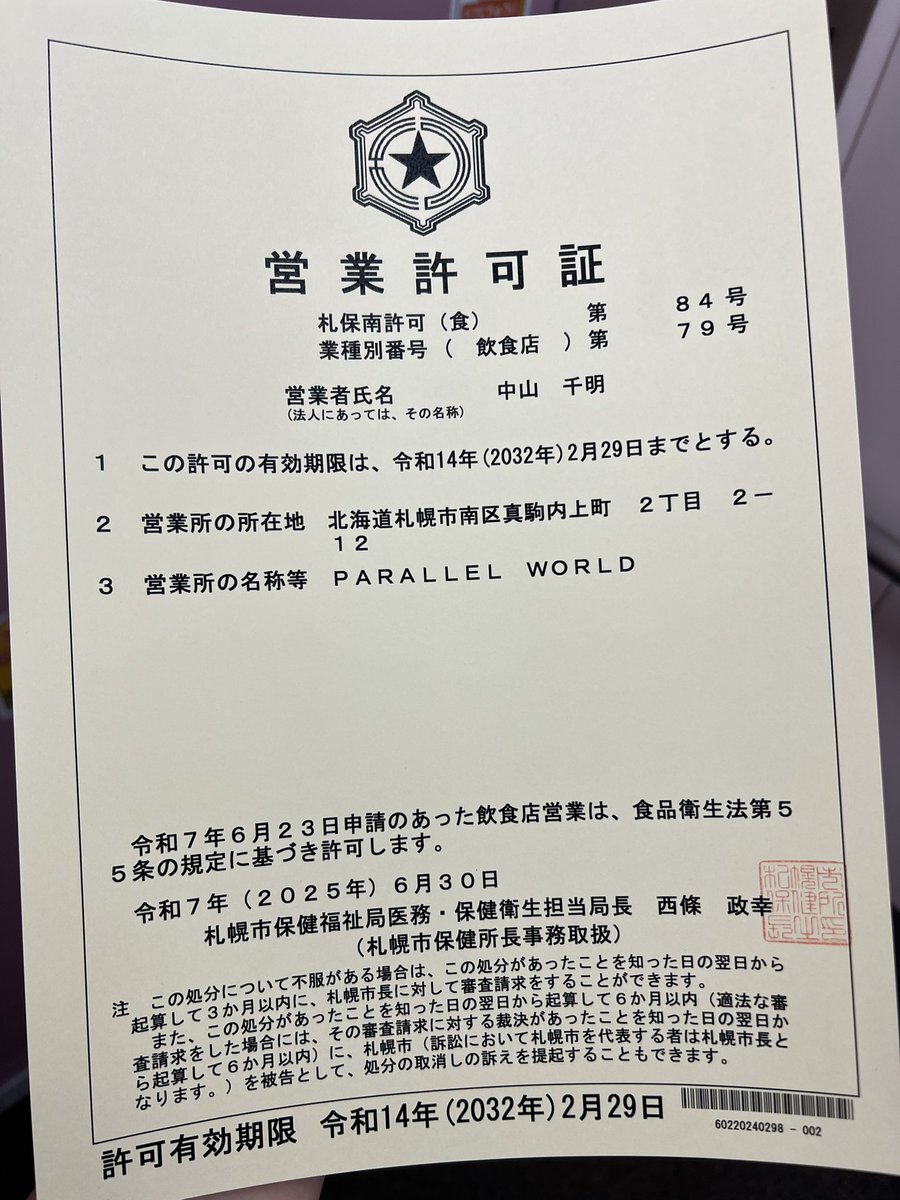 営業許可証
札保南許可（食） 第 ８４号
業種別番号（ 飲食店 ）第 ７９号
営業者氏名 中山 千明
（法人にあっては、その名称）
１ この許可の有効期限は、令和14年(2032年)2月29日までとする。
２ 営業所の所在地 北海道札幌市南区真駒内上町 ２丁目 ２－
１２
３ 営業所の名称等 ＰＡＲＡＬＬＥＬ ＷＯＲＬＤ
令和７年６月２３日申請のあった飲食店営業は、食品衛生法第５
５条の規定に基づき許可します。
令和７年（２０２５年）６月３０日
札幌市保健福祉局医務・保健衛生担当局長 西條 政幸
（札幌市保健所長事務取扱）
札幌市
保健所
長之印
注 この処分について不服がある場合は、この処分があったことを知った日の翌日から
起算して３か月以内に、札幌市長に対して審査請求をすることができます。
また、この処分があったことを知った日の翌日から起算して６か月以内（適法な審
査請求をした場合には、その審査請求に対する裁決があったことを知った日の翌日か
ら起算して６か月以内）に、札幌市（訴訟において札幌市を代表する者は札幌市長と
なります。）を被告として、処分の取消しの訴えを提起することもできます。
許可有効期限 令和14年(2032年)2月29日
60220240298 - 002